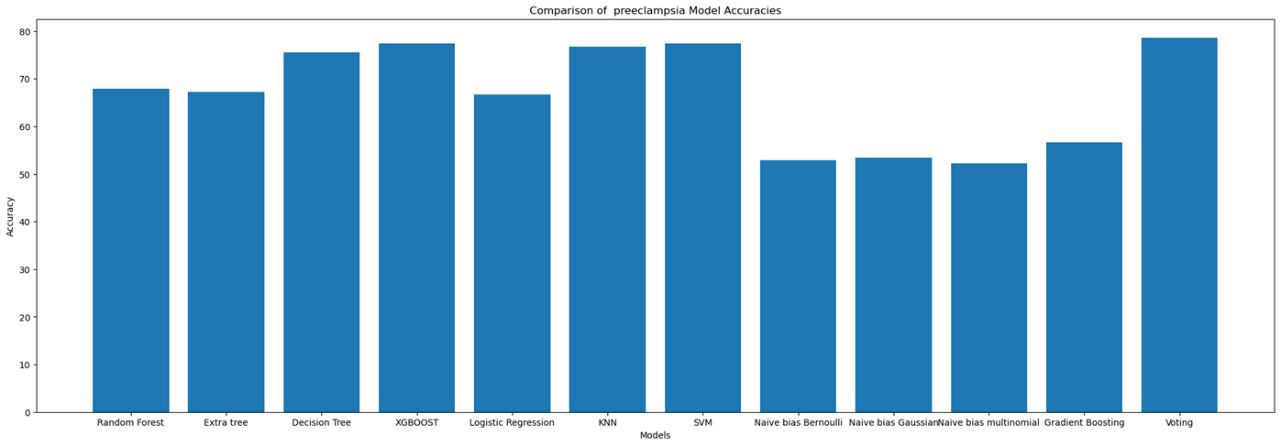 Comparison of  preeclampsia Model Accuracies
80
70
60
50
40
30
20
10
0
Accuracy
Random Forest Extra tree Decision Tree XGBOOST Logistic Regression KNN SVM Naive bias Bernoulli Naive bias Gaussian Naive bias multinomial Gradient Boosting Voting
Models